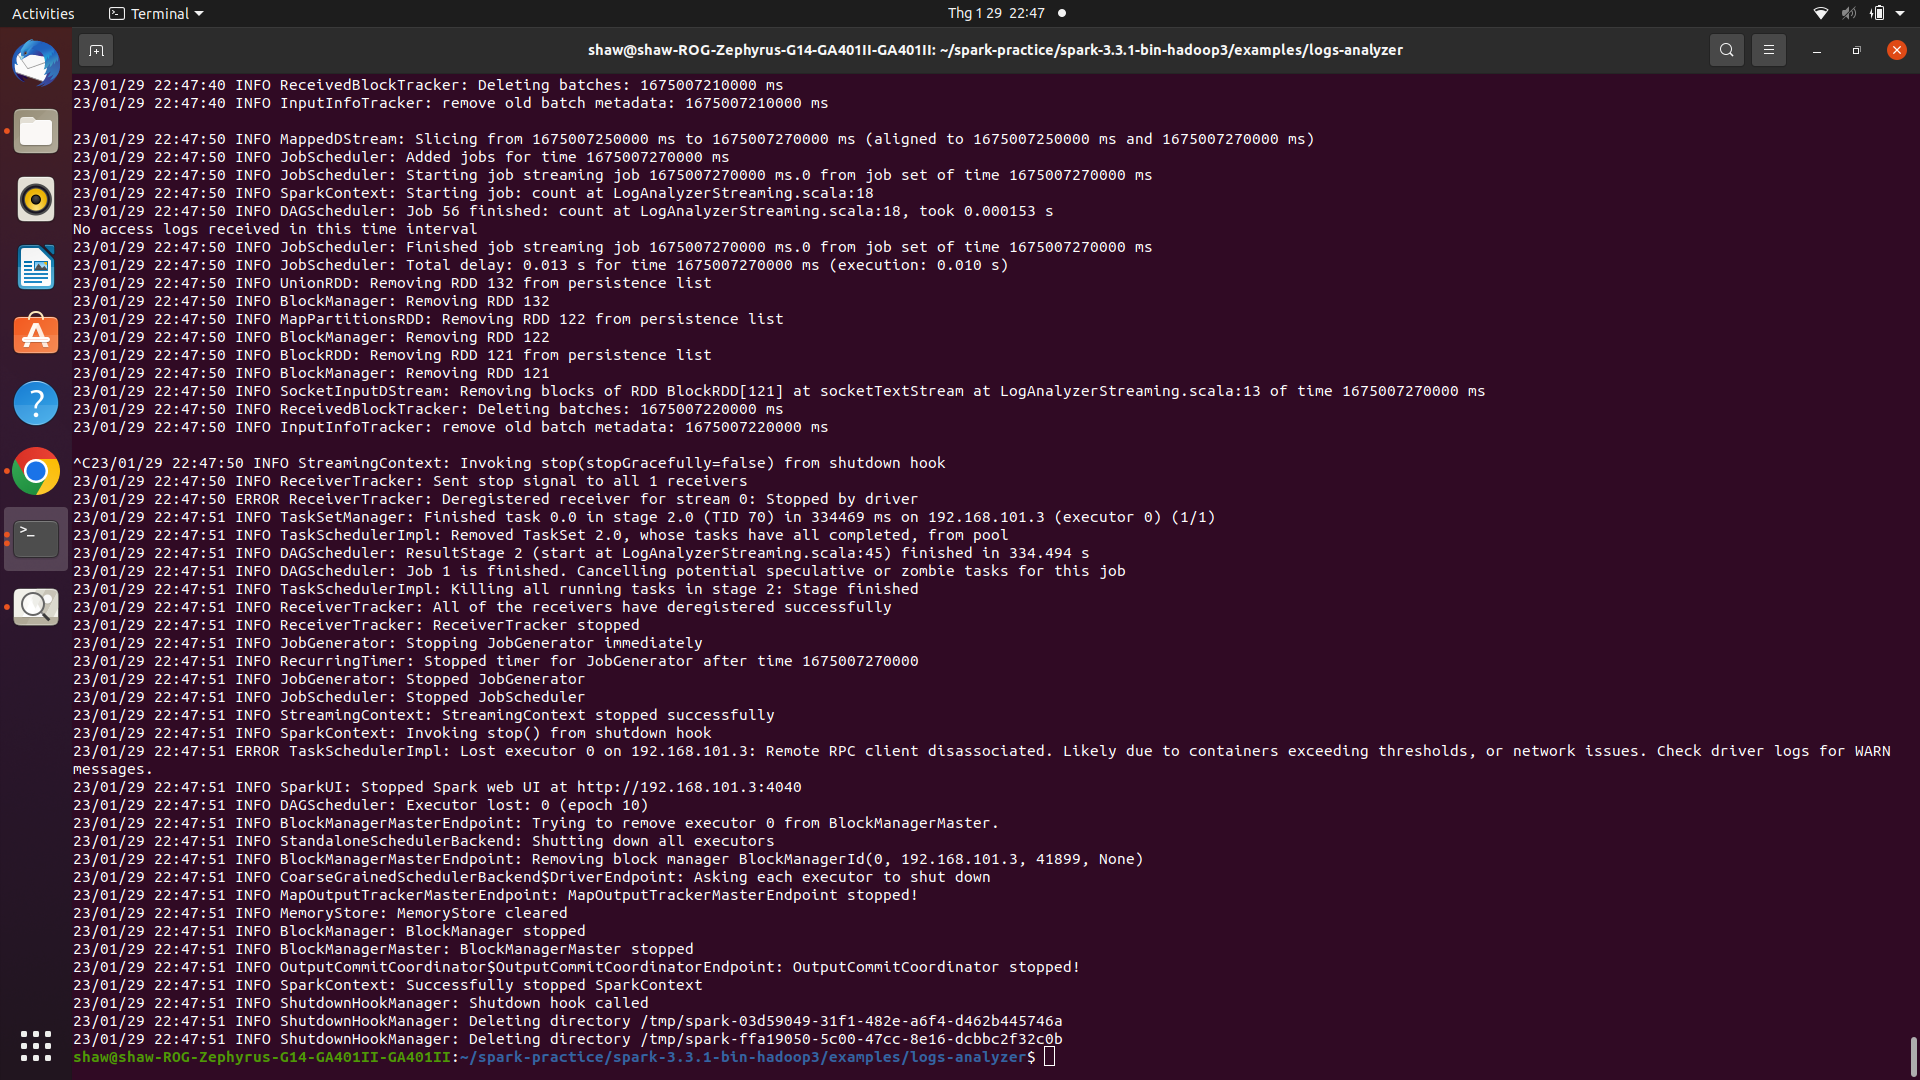 Activities
Terminal
Thg 1 29 22:47
shaw@shaw-ROG-Zephyrus-G14-GA401II-GA401II: ~/spark-practice/spark-3.3.1-bin-hadoop3/examples/logs-analyzer
23/01/29 22:47:40 INFO ReceivedBlockTracker: Deleting batches: 1675007210000 ms
23/01/29 22:47:40 INFO InputInfoTracker: remove old batch metadata: 1675007210000 ms
23/01/29 22:47:50 INFO MappedDStream: Slicing from 1675007250000 ms to 1675007270000 ms (aligned to 1675007250000 ms and 1675007270000 ms)
23/01/29 22:47:50 INFO JobScheduler: Added jobs for time 1675007270000 ms
23/01/29 22:47:50 INFO JobScheduler: Starting job streaming job 1675007270000 ms.0 from job set of time 1675007270000 ms
23/01/29 22:47:50 INFO SparkContext: Starting job: count at LogAnalyzerStreaming.scala:18
23/01/29 22:47:50 INFO DAGScheduler: Job 56 finished: count at LogAnalyzerStreaming.scala:18, took 0.000153 s
No access logs received in this time interval
23/01/29 22:47:50 INFO JobScheduler: Finished job streaming job 1675007270000 ms.0 from job set of time 1675007270000 ms
23/01/29 22:47:50 INFO JobScheduler: Total delay: 0.013 s for time 1675007270000 ms (execution: 0.010 s)
23/01/29 22:47:50 INFO UnionRDD: Removing RDD 132 from persistence list
23/01/29 22:47:50 INFO BlockManager: Removing RDD 132
23/01/29 22:47:50 INFO MapPartitionsRDD: Removing RDD 122 from persistence list
23/01/29 22:47:50 INFO BlockManager: Removing RDD 122
23/01/29 22:47:50 INFO BlockRDD: Removing RDD 121 from persistence list
23/01/29 22:47:50 INFO BlockManager: Removing RDD 121
23/01/29 22:47:50 INFO SocketInputDStream: Removing blocks of RDD BlockRDD[121] at socketTextStream at LogAnalyzerStreaming.scala:13 of time 1675007270000 ms
23/01/29 22:47:50 INFO ReceivedBlockTracker: Deleting batches: 1675007220000 ms
23/01/29 22:47:50 INFO InputInfoTracker: remove old batch metadata: 1675007220000 ms
^C23/01/29 22:47:50 INFO StreamingContext: Invoking stop(stopGracefully=false) from shutdown hook
23/01/29 22:47:50 INFO ReceiverTracker: Sent stop signal to all 1 receivers
23/01/29 22:47:50 ERROR ReceiverTracker: Deregistered receiver for stream 0: Stopped by driver
23/01/29 22:47:51 INFO TaskSetManager: Finished task 0.0 in stage 2.0 (TID 70) in 334469 ms on 192.168.101.3 (executor 0) (1/1)
23/01/29 22:47:51 INFO TaskSchedulerImpl: Removed TaskSet 2.0, whose tasks have all completed, from pool
23/01/29 22:47:51 INFO DAGScheduler: ResultStage 2 (start at LogAnalyzerStreaming.scala:45) finished in 334.494 s
23/01/29 22:47:51 INFO DAGScheduler: Job 1 is finished. Cancelling potential speculative or zombie tasks for this job
23/01/29 22:47:51 INFO TaskSchedulerImpl: Killing all running tasks in stage 2: Stage finished
23/01/29 22:47:51 INFO ReceiverTracker: All of the receivers have deregistered successfully
23/01/29 22:47:51 INFO ReceiverTracker: ReceiverTracker stopped
23/01/29 22:47:51 INFO JobGenerator: Stopping JobGenerator immediately
23/01/29 22:47:51 INFO RecurringTimer: Stopped timer for JobGenerator after time 1675007270000
23/01/29 22:47:51 INFO JobGenerator: Stopped JobGenerator
23/01/29 22:47:51 INFO JobScheduler: Stopped JobScheduler
23/01/29 22:47:51 INFO StreamingContext: StreamingContext stopped successfully
23/01/29 22:47:51 INFO SparkContext: Invoking stop() from shutdown hook
23/01/29 22:47:51 ERROR TaskSchedulerImpl: Lost executor 0 on 192.168.101.3: Remote RPC client disassociated. Likely due to containers exceeding thresholds, or network issues. Check driver logs for WARN
messages.
23/01/29 22:47:51 INFO SparkUI: Stopped Spark web UI at http://192.168.101.3:4040
23/01/29 22:47:51 INFO DAGScheduler: Executor lost: 0 (epoch 10)
23/01/29 22:47:51 INFO BlockManagerMasterEndpoint: Trying to remove executor 0 from BlockManagerMaster.
23/01/29 22:47:51 INFO StandaloneSchedulerBackend: Shutting down all executors
23/01/29 22:47:51 INFO BlockManagerMasterEndpoint: Removing block manager BlockManagerId(0, 192.168.101.3, 41899, None)
23/01/29 22:47:51 INFO CoarseGrainedSchedulerBackend$DriverEndpoint: Asking each executor to shut down
23/01/29 22:47:51 INFO MapOutputTrackerMasterEndpoint: MapOutputTrackerMasterEndpoint stopped!
23/01/29 22:47:51 INFO MemoryStore: MemoryStore cleared
23/01/29 22:47:51 INFO BlockManager: BlockManager stopped
23/01/29 22:47:51 INFO BlockManagerMaster: BlockManagerMaster stopped
23/01/29 22:47:51 INFO OutputCommitCoordinator$OutputCommitCoordinatorEndpoint: OutputCommitCoordinator stopped!
23/01/29 22:47:51 INFO SparkContext: Successfully stopped SparkContext
23/01/29 22:47:51 INFO ShutdownHookManager: Shutdown hook called
23/01/29 22:47:51 INFO ShutdownHookManager: Deleting directory /tmp/spark-03d59049-31f1-482e-a6f4-d462b445746a
23/01/29 22:47:51 INFO ShutdownHookManager: Deleting directory /tmp/spark-ffa19050-5c00-47cc-8e16-dcbbc2f32c0b
shaw@shaw-ROG-Zephyrus-G14-GA401II-GA401II:~/spark-practice/spark-3.3.1-bin-hadoop3/examples/logs-analyzer$